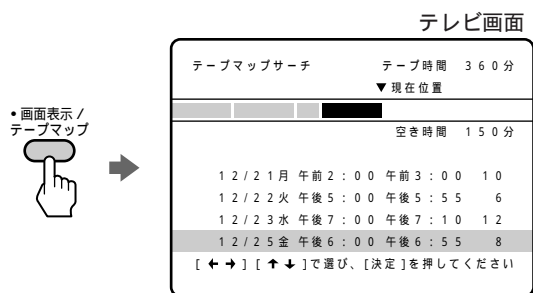 テレビ画面
テープマップサーチ テープ時間 360分
▼現在位置
•画面表示/
テープマップ
空き時間 150分
12/21月 午前2:00 午前3:00 10
12/22火 午後5:00 午後5:55 6
12/23水 午後7:00 午後7:10 12
12/25金 午後6:00 午後6:55 8
[←→][↑↓]で選び、[決定]を押してください